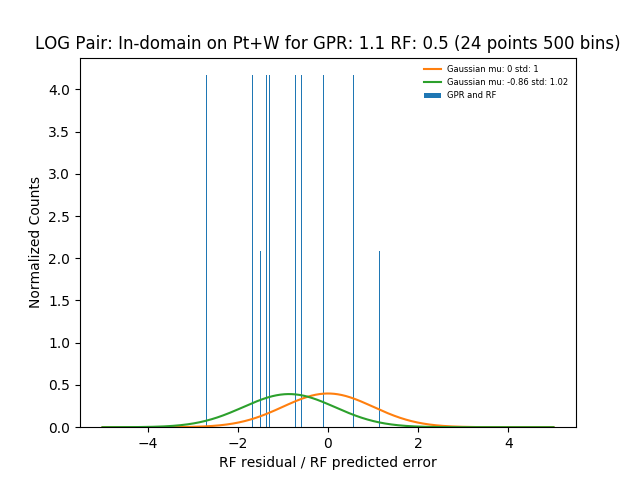 LOG Pair: In-domain on Pt+W for GPR: 1.1 RF: 0.5 (24 points 500 bins)
Gaussian mu: 0 std: 1
Gaussian mu: -0.86 std: 1.02
GPR and RF
4.0
3.5
3.0
2.5
2.0
1.5
1.0
0.5
0.0
Normalized Counts
−4
−2
0
2
4
RF residual / RF predicted error